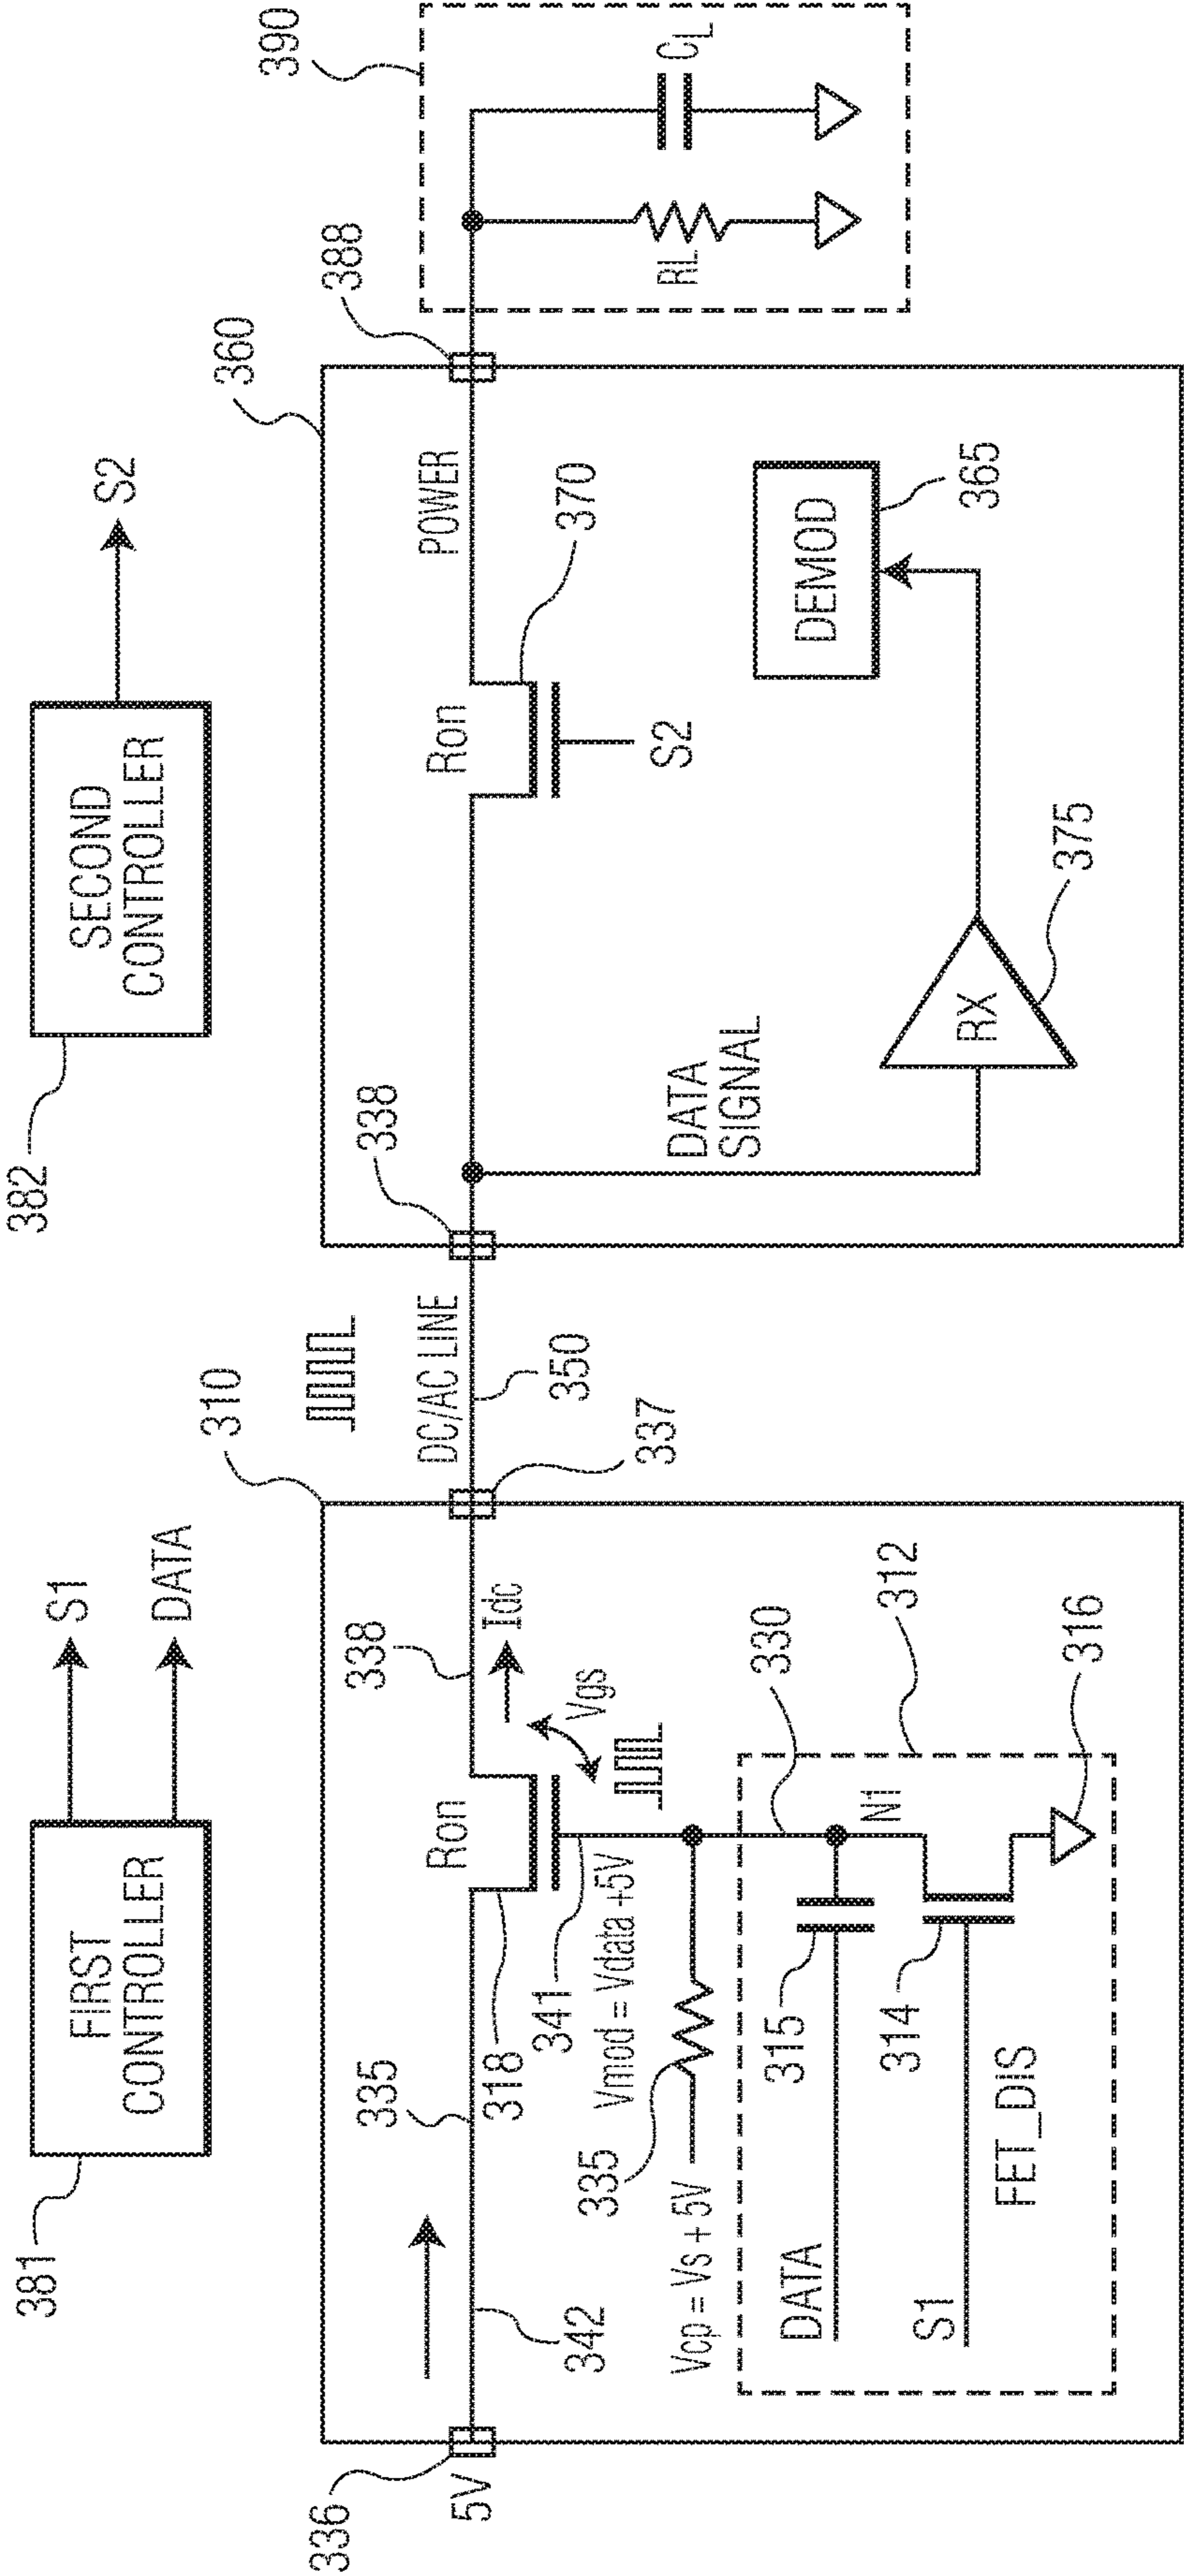 381
FIRST
CONTROLLER
S1
DATA
382
SECOND
CONTROLLER
S2
310
360
390
336
5V
342
335
318
Ron
338
Idc
Vgs
341
Vmod = Vdata +5V
335
Vcp = Vs + 5V
330
312
DATA
315
N1
S1
314
FET_DIS
316
337
DC/AC LINE
350
338
DATA
SIGNAL
RX
375
Ron
370
S2
POWER
DEMOD
365
388
RL
CL